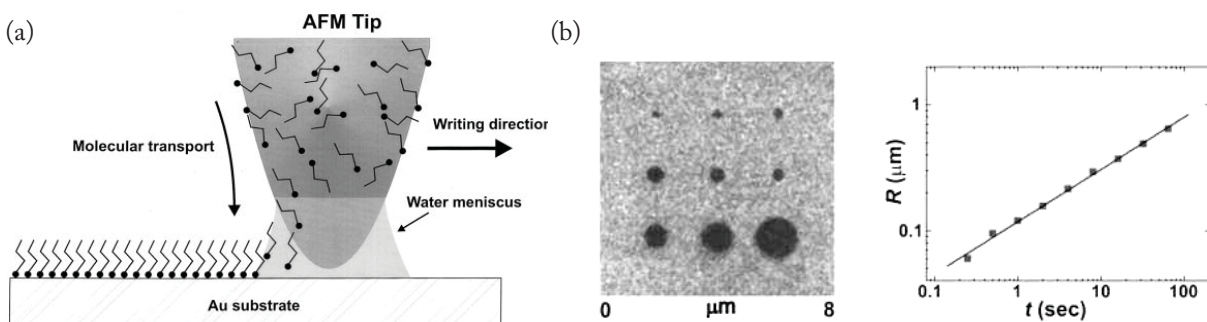 (a)
AFM Tip
Molecular transport
Writing direction
Water meniscus
Au substrate
(b)
0 μm 8
R (μm)
1
0.1
0.1 1 10 100
t (sec)